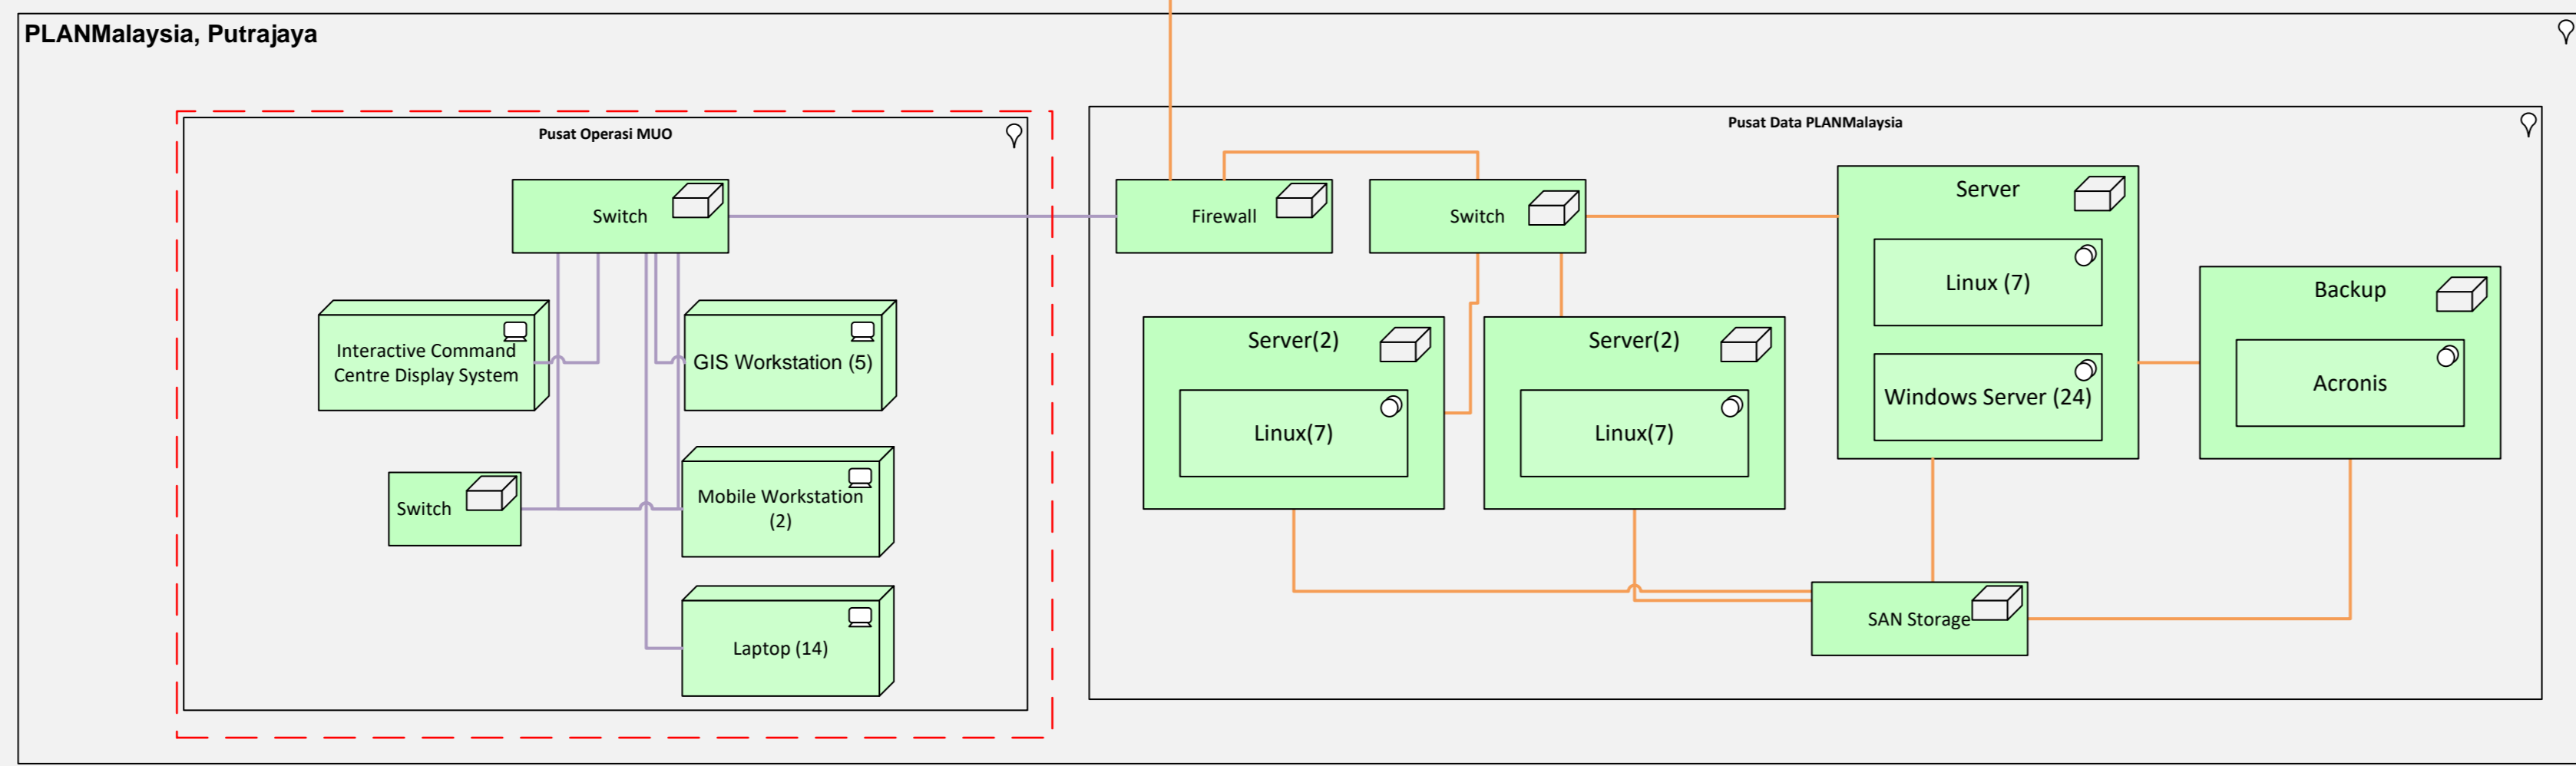 PLANMalaysia, Putrajaya
Pusat Operasi MUO
Switch
Interactive Command
Centre Display System
GIS Workstation (5)
Switch
Mobile Workstation
(2)
Laptop (14)
Pusat Data PLANMalaysia
Firewall
Switch
Server
Linux (7)
Windows Server (24)
Backup
Acronis
Server(2)
Linux(7)
Server(2)
Linux(7)
SAN Storage